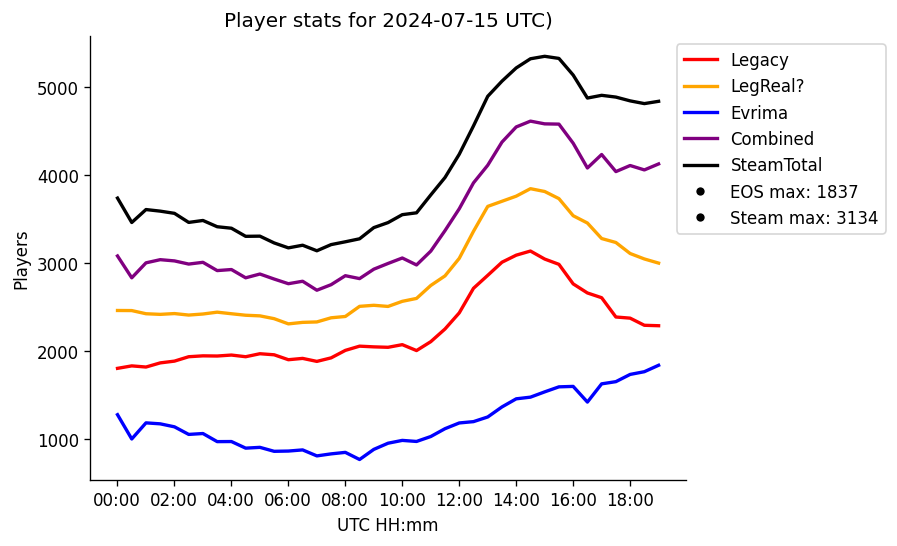 Player stats for 2024-07-15 UTC)
Legacy
LegReal?
Evrima
Combined
SteamTotal
EOS max: 1837
Steam max: 3134
Players
5000
4000
3000
2000
1000
00:00 02:00 04:00 06:00 08:00 10:00 12:00 14:00 16:00 18:00
UTC HH:mm